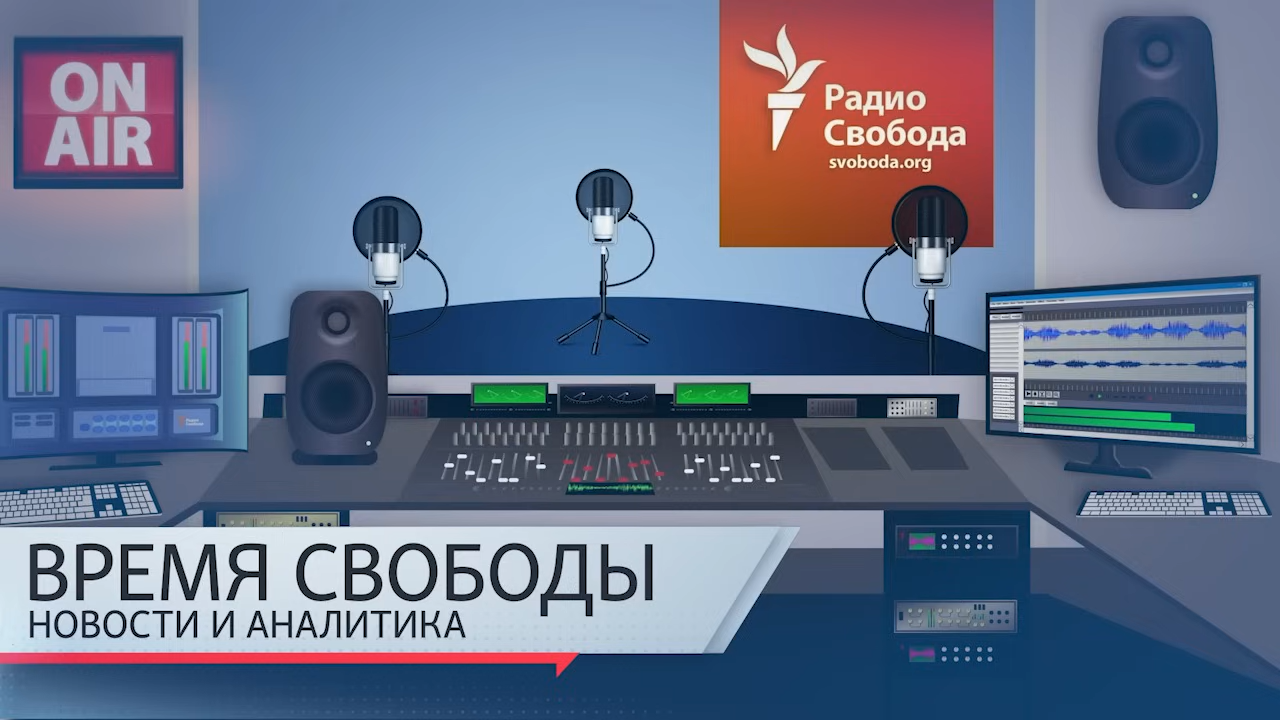 ON
AIR
Радио
Свобода
svoboda.org
ВРЕМЯ СВОБОДЫ
НОВОСТИ И АНАЛИТИКА